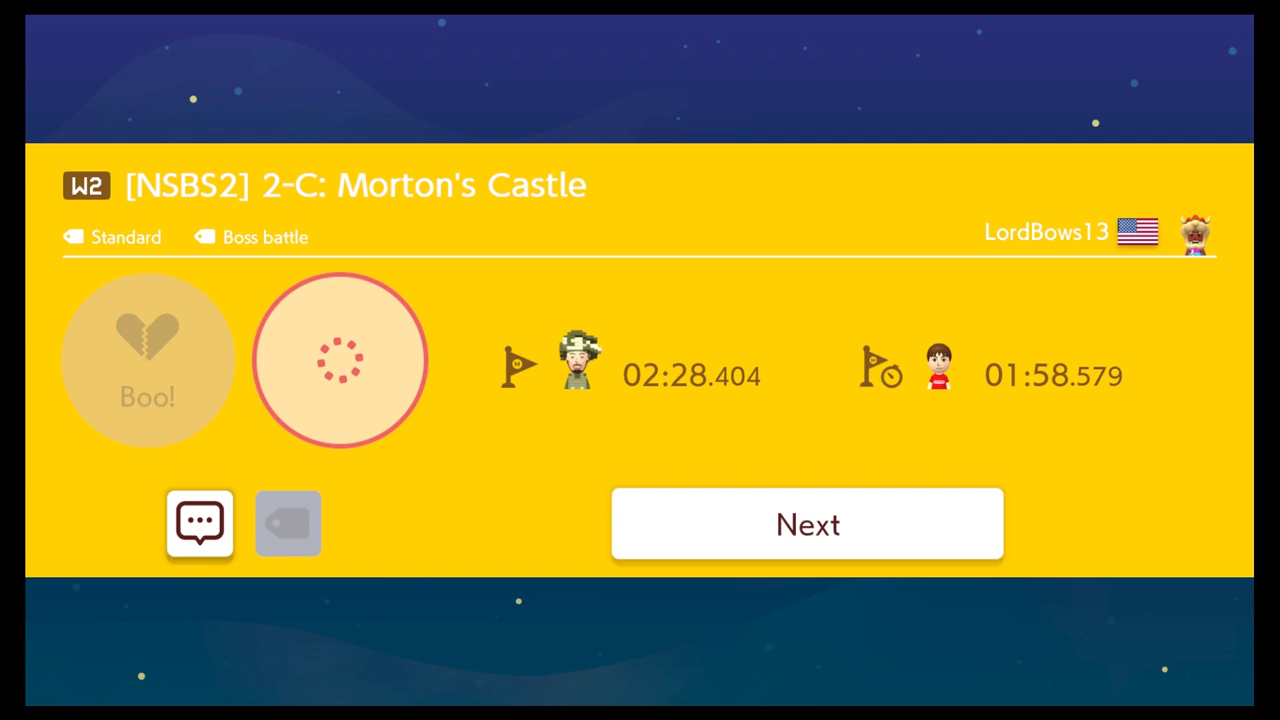 W2 [NSBS2] 2-C: Morton's Castle
Standard Boss battle
LordBows13
Boo!
M 02:28.404
M 01:58.579
Next